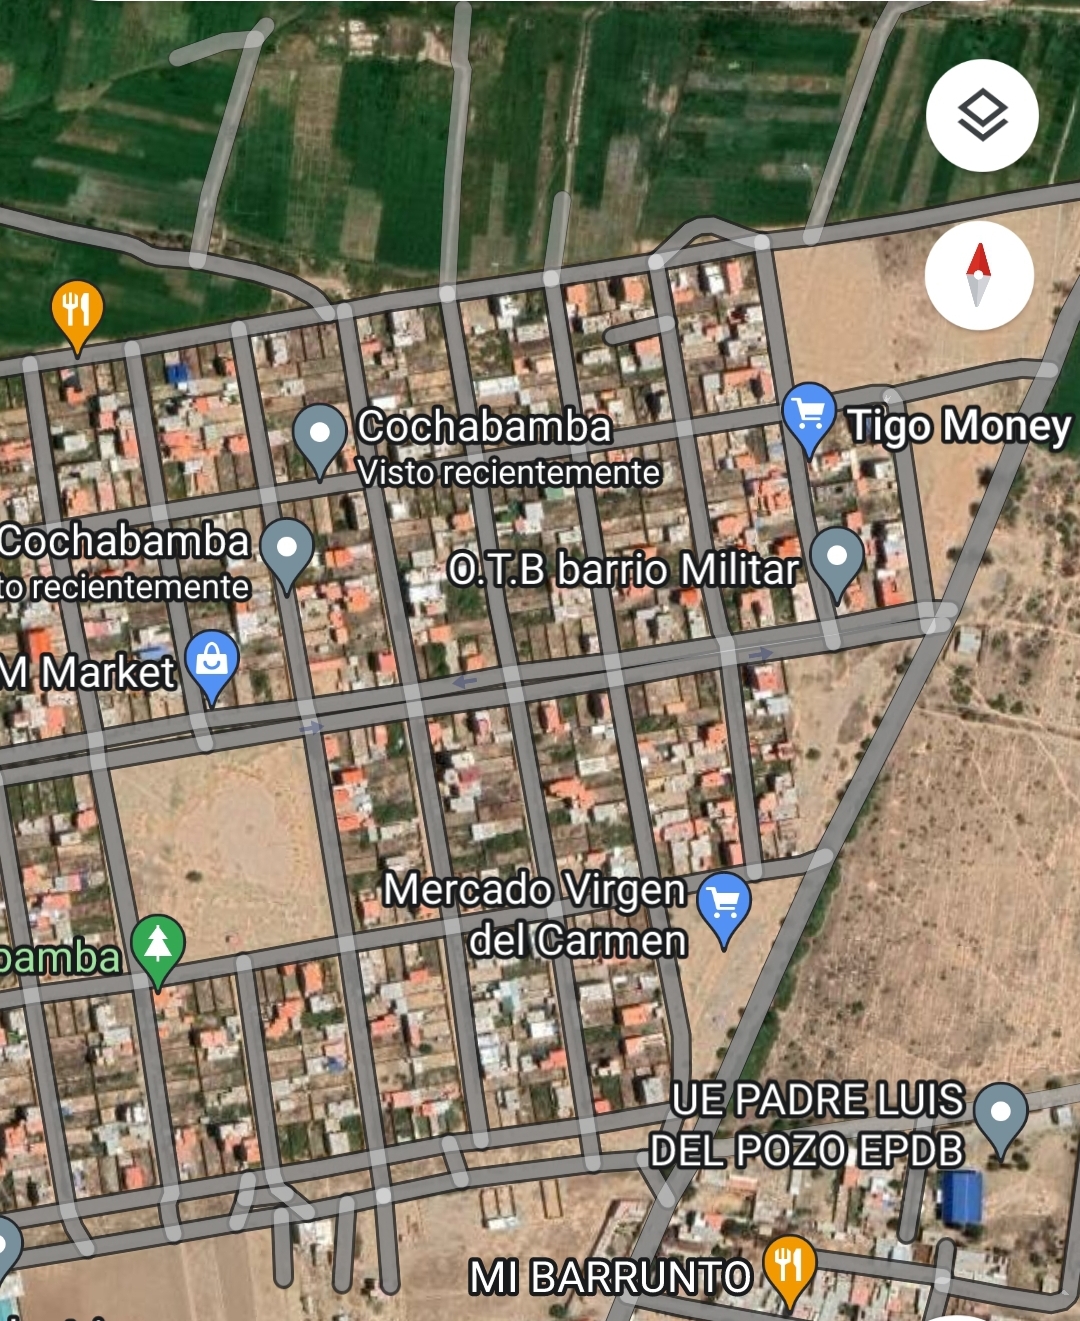 Cochabamba
Visto recientemente
Tigo Money
Cochabamba
to recientemente
O.T.B barrio Militar
M Market
Mercado Virgen
del Carmen
bamba
UE PADRE LUIS
DEL POZO EPDB
MI BARRUNTO